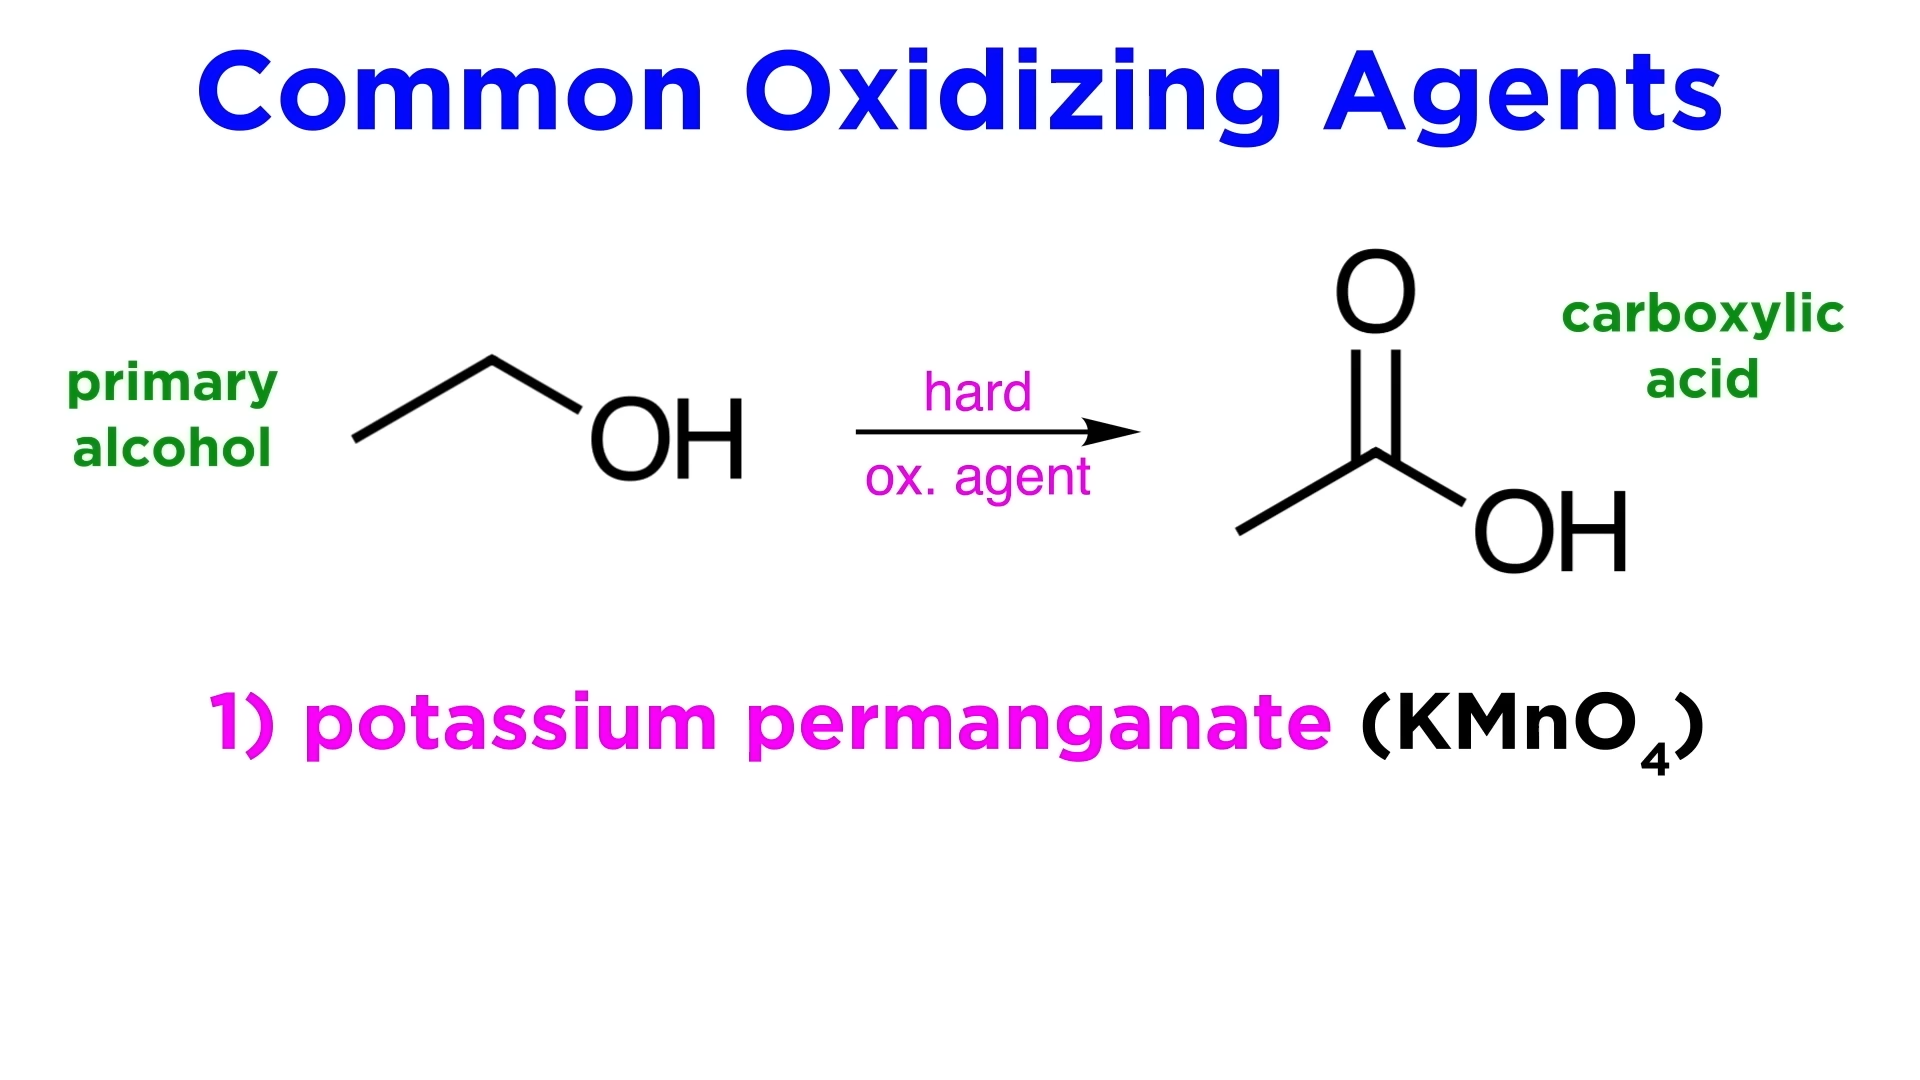 Common Oxidizing Agents
primary
alcohol
OH
hard
ox. agent
O
OH
carboxylic
acid
1) potassium permanganate (KMnO₄)